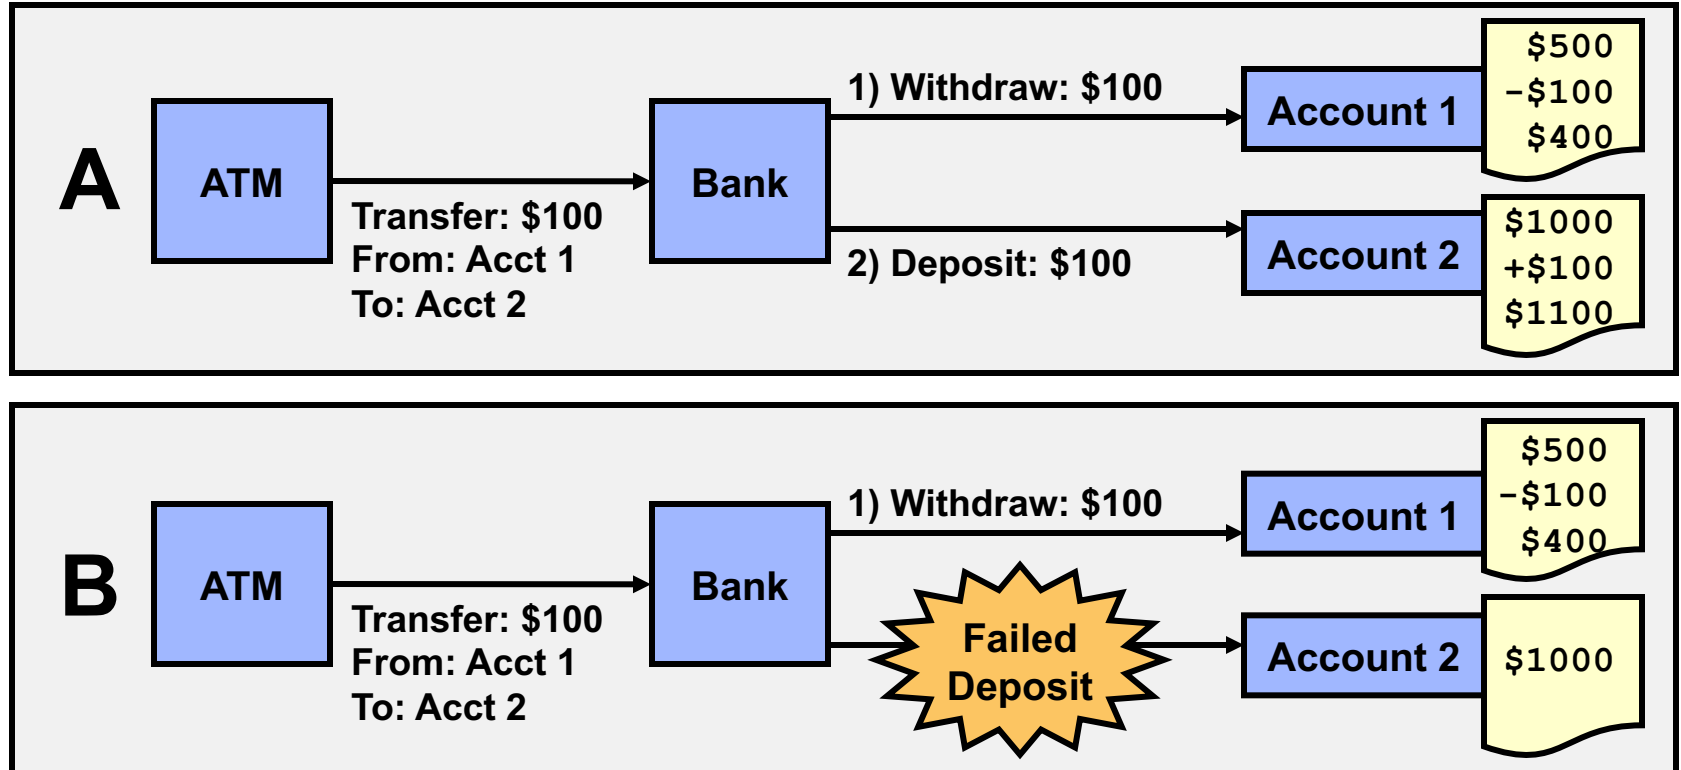 A
ATM
Transfer: $100
From: Acct 1
To: Acct 2
Bank
1) Withdraw: $100
2) Deposit: $100
Account 1
$500
-$100
$400
Account 2
$1000
+$100
$1100
B
ATM
Transfer: $100
From: Acct 1
To: Acct 2
Bank
1) Withdraw: $100
Failed
Deposit
Account 1
$500
-$100
$400
Account 2
$1000